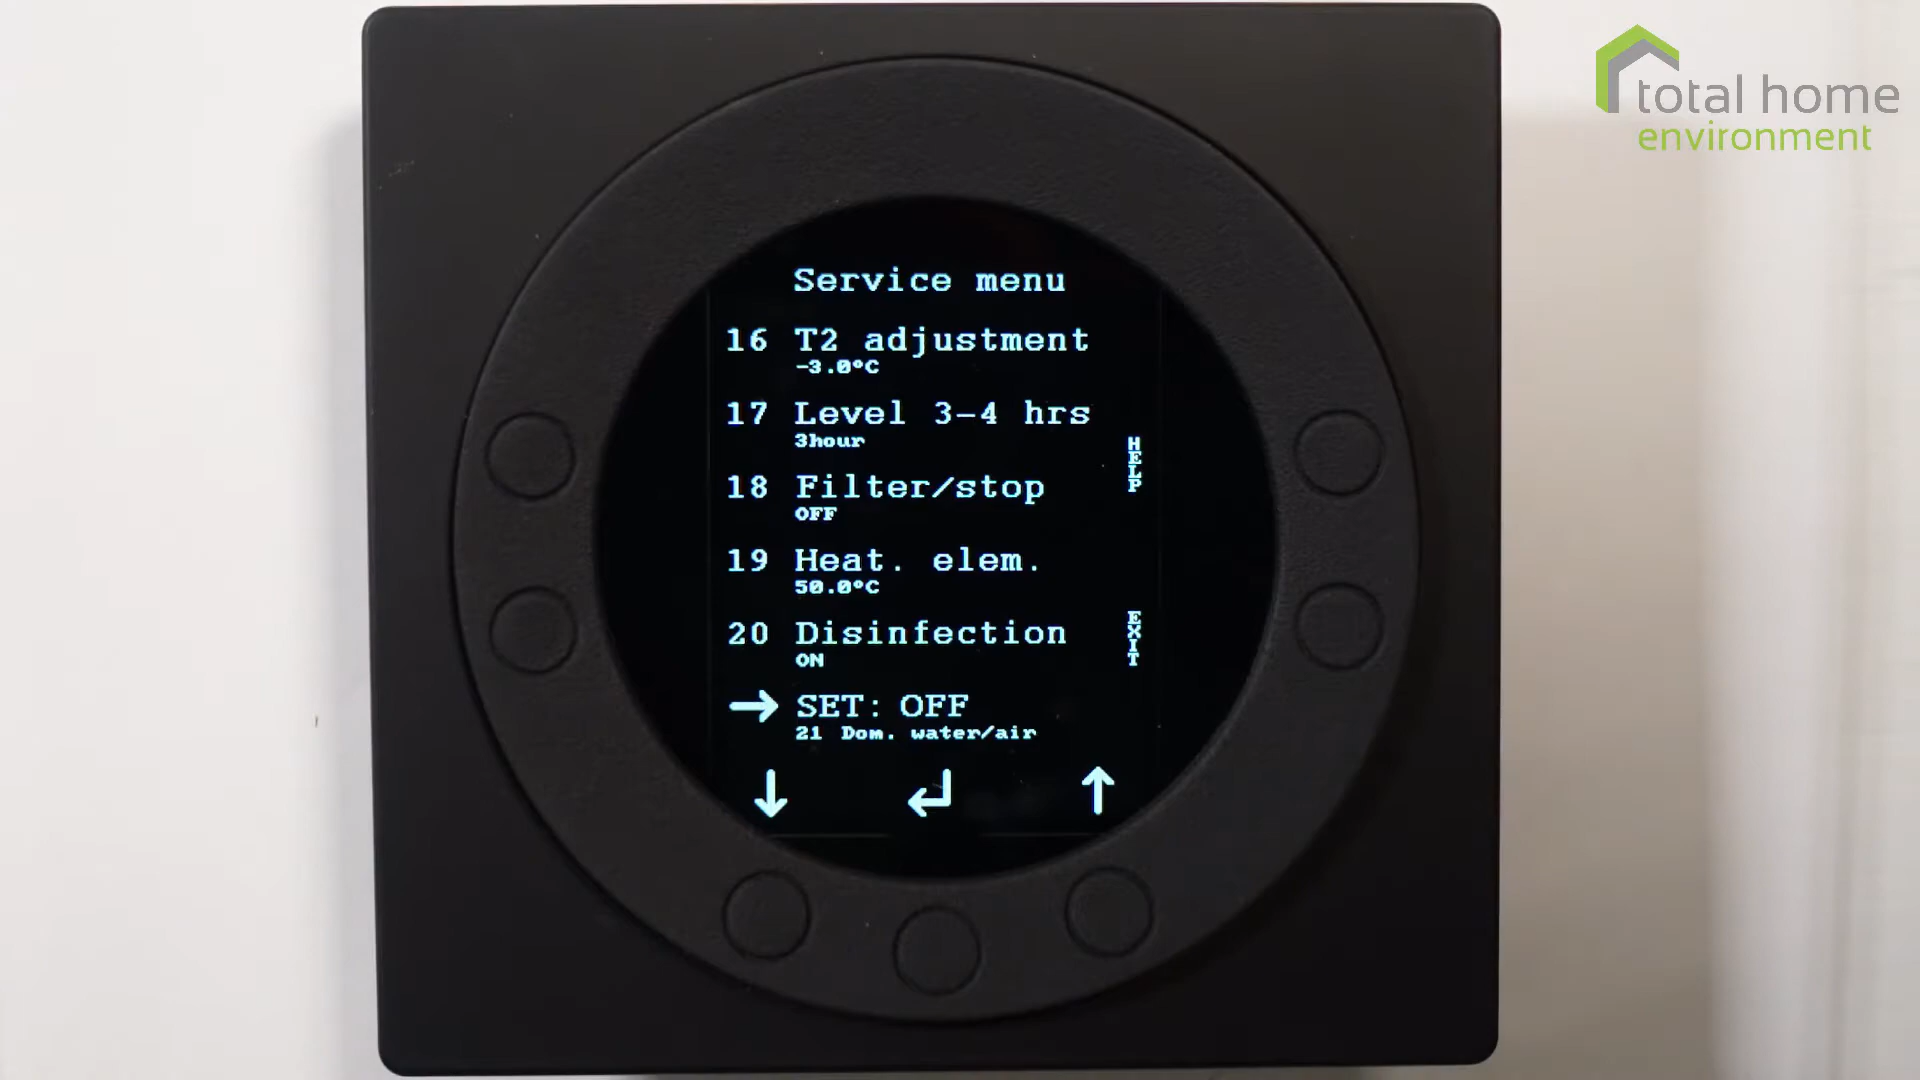 total home
environment
Service menu
16 T2 adjustment
-3.0°C
17 Level 3-4 hrs
3hour
HELP
18 Filter/stop
OFF
19 Heat. elem.
50.0°C
20 Disinfection
ON
EXIT
SET: OFF
21 Dom. water/air